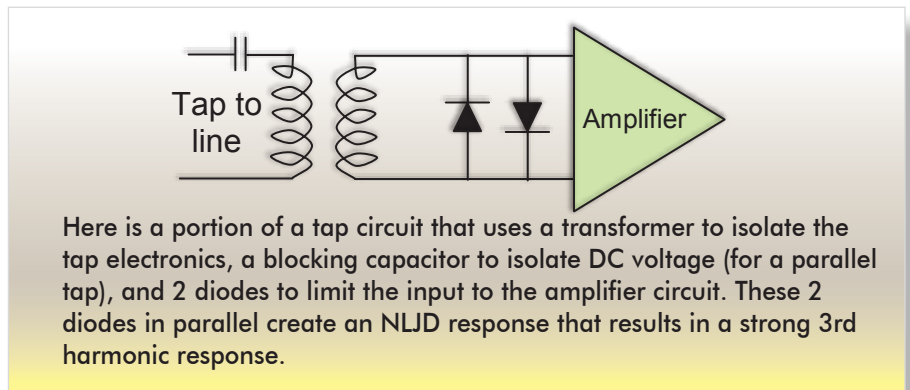 Tap to
line
Amplifier
Here is a portion of a tap circuit that uses a transformer to isolate the
tap electronics, a blocking capacitor to isolate DC voltage (for a parallel
tap), and 2 diodes to limit the input to the amplifier circuit. These 2
diodes in parallel create an NLJD response that results in a strong 3rd
harmonic response.